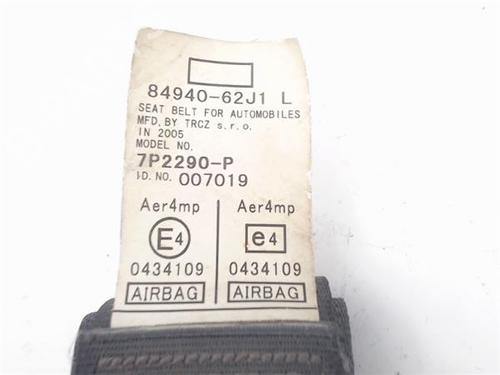 84940-62J1 L
SEAT BELT FOR AUTOMOBILES
MFD. BY TRCZ s.r.o.
IN 2005
MODEL NO.
7P2290-P
I.D. NO. 007019
Aer4mp Aer4mp
E4 e4
0434109 0434109
AIRBAG AIRBAG